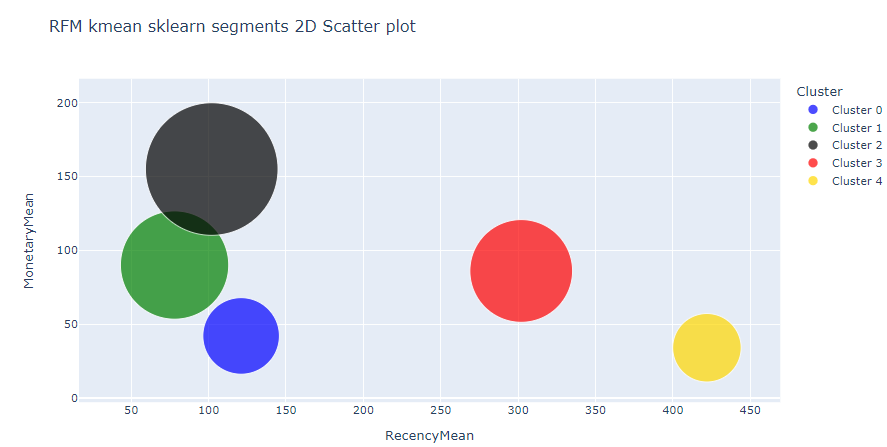 RFM kmean sklearn segments 2D Scatter plot
Cluster
Cluster 0
Cluster 1
Cluster 2
Cluster 3
Cluster 4
MonetaryMean
200
150
100
50
0
50
100
150
200
250
300
350
400
450
RecencyMean